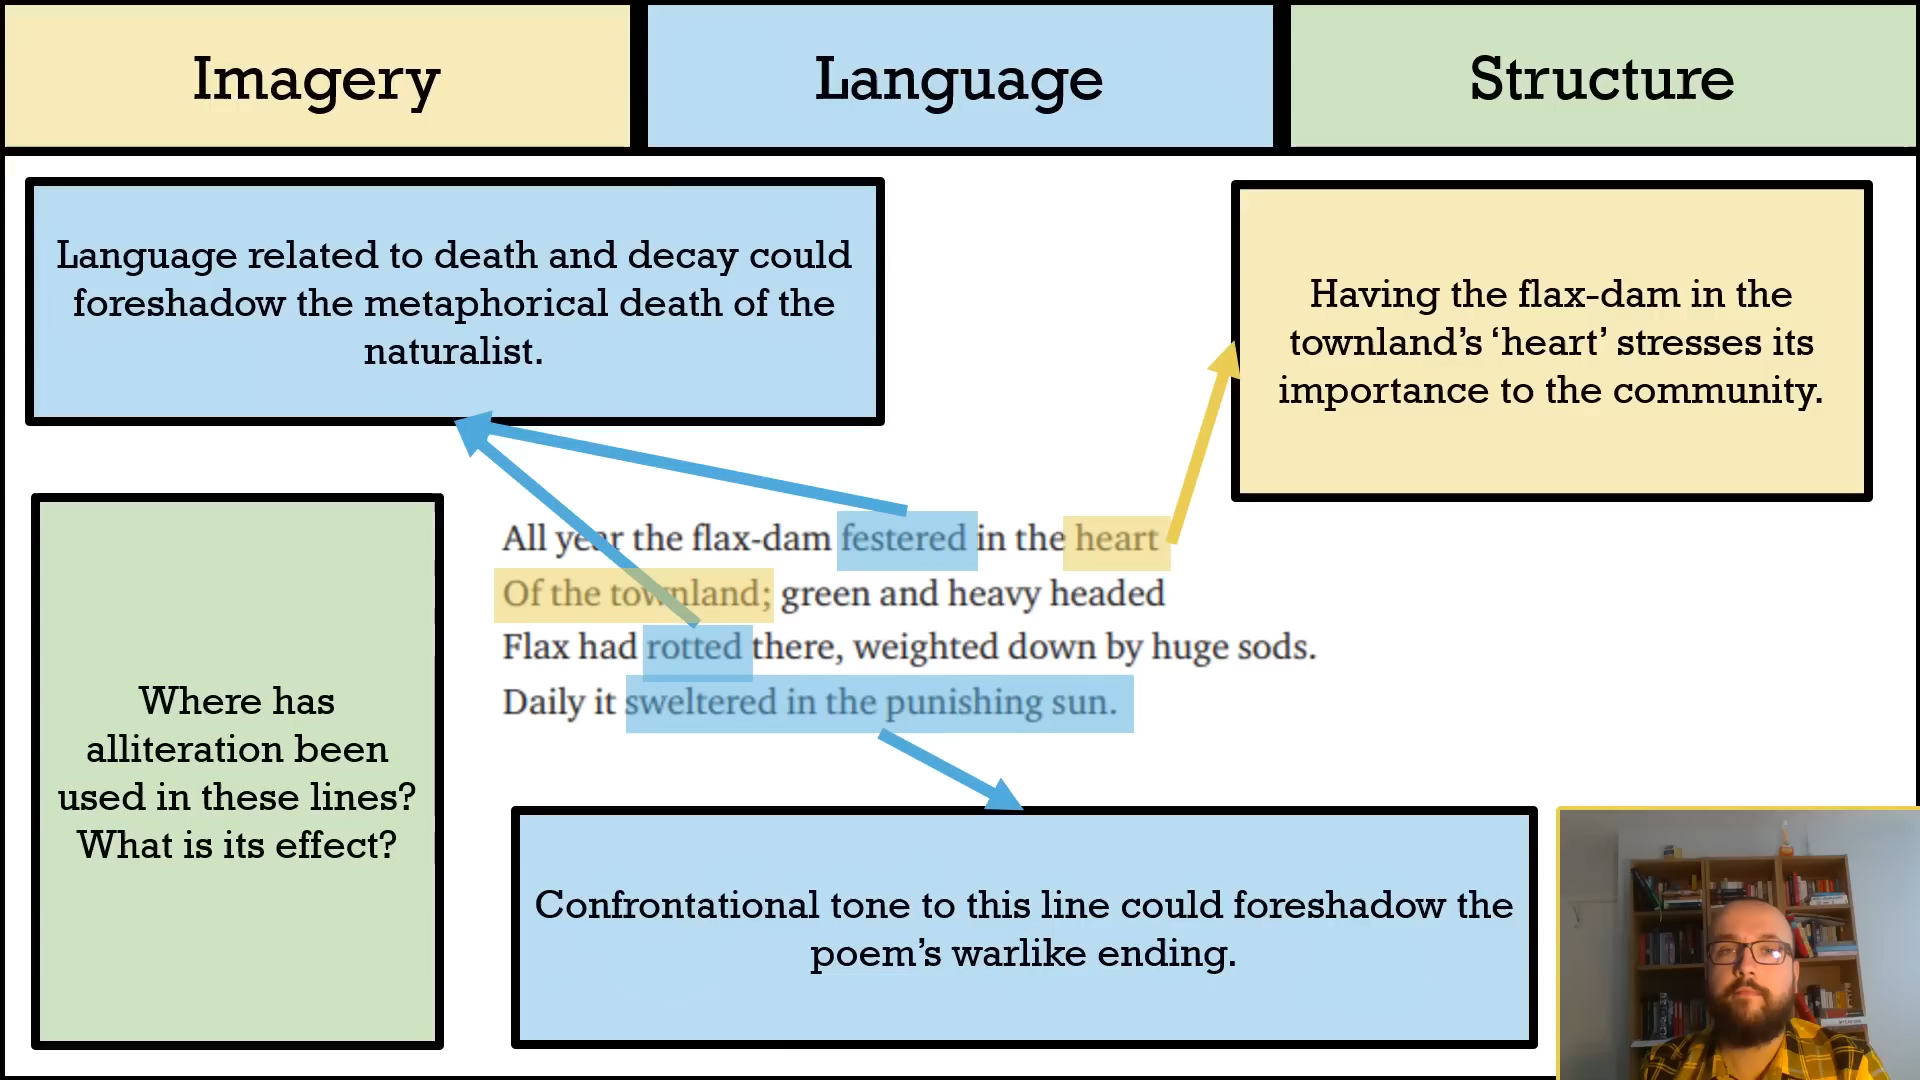 Imagery
Language
Structure
Language related to death and decay could
foreshadow the metaphorical death of the
naturalist.
Having the flax-dam in the
townland’s ‘heart’ stresses its
importance to the community.
All year the flax-dam festered in the heart
Of the townland; green and heavy headed
Flax had rotted there, weighted down by huge sods.
Daily it sweltered in the punishing sun.
Where has
alliteration been
used in these lines?
What is its effect?
Confrontational tone to this line could foreshadow the
poem’s warlike ending.